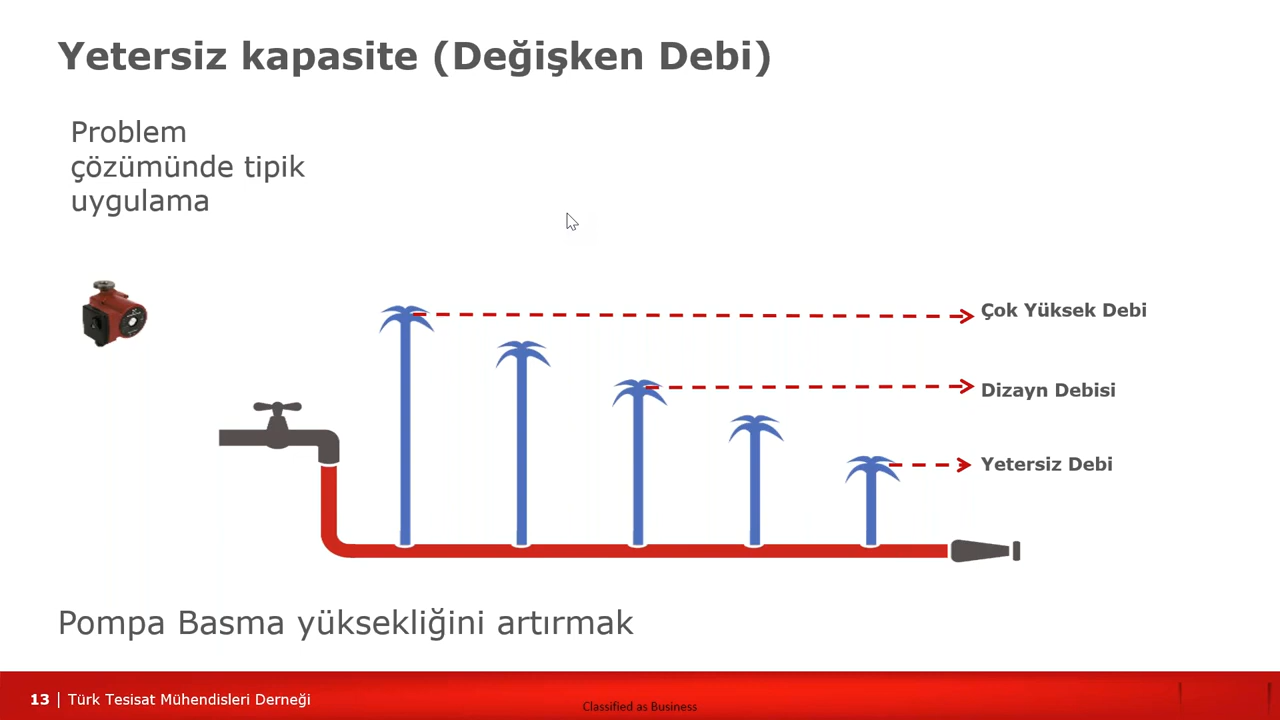 Yetersiz kapasite (Değişken Debi)
Problem
çözümünde tipik
uygulama
Çok Yüksek Debi
Dizayn Debisi
Yetersiz Debi
Pompa Basma yüksekliğini artırmak
13 | Türk Tesisat Mühendisleri Derneği
Classified as Business